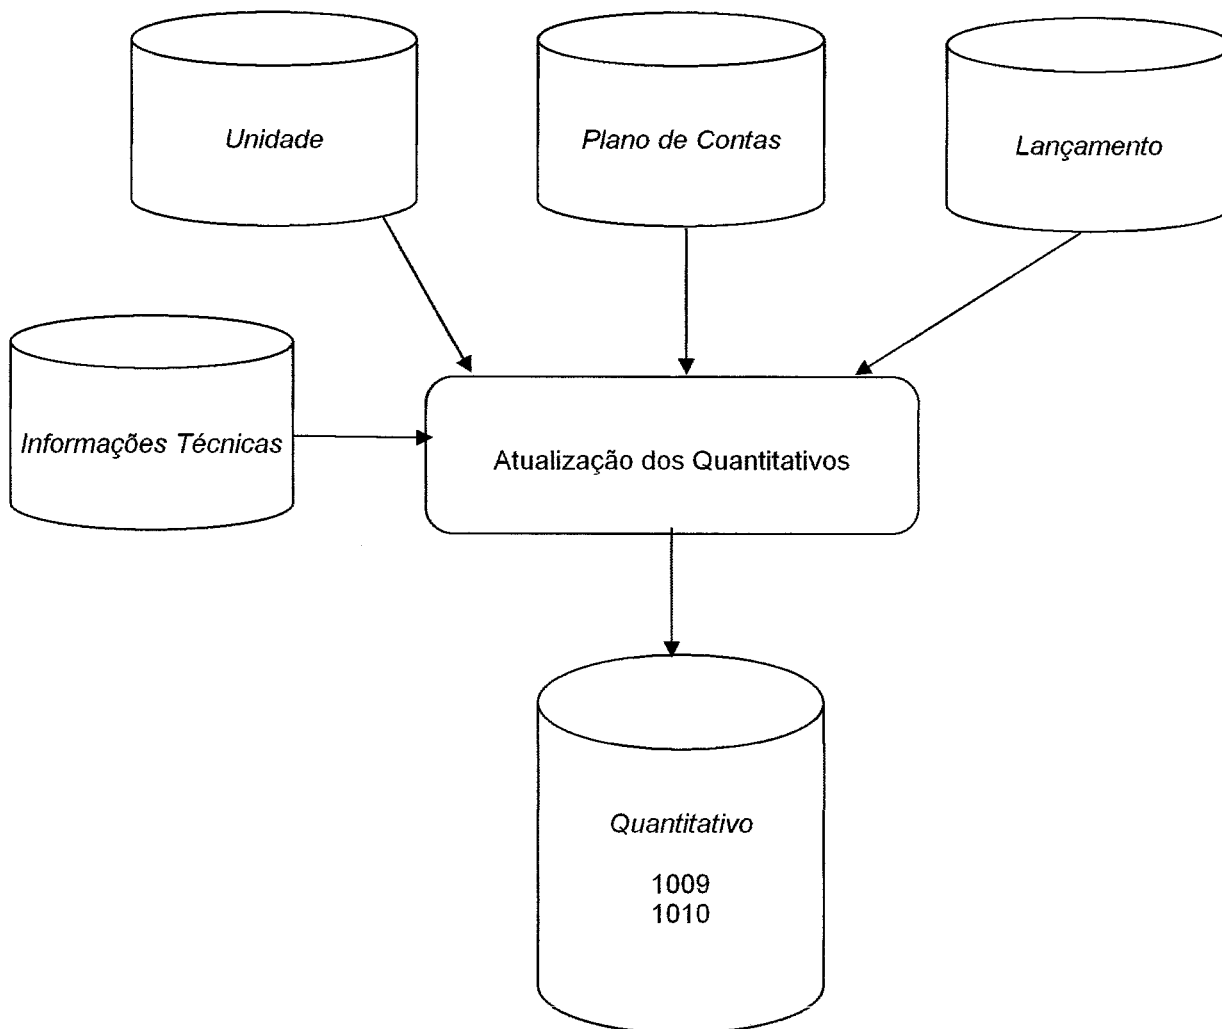 Unidade
Plano de Contas
Lançamento
Informações Técnicas
Atualização dos Quantitativos
Quantitativo
1009
1010